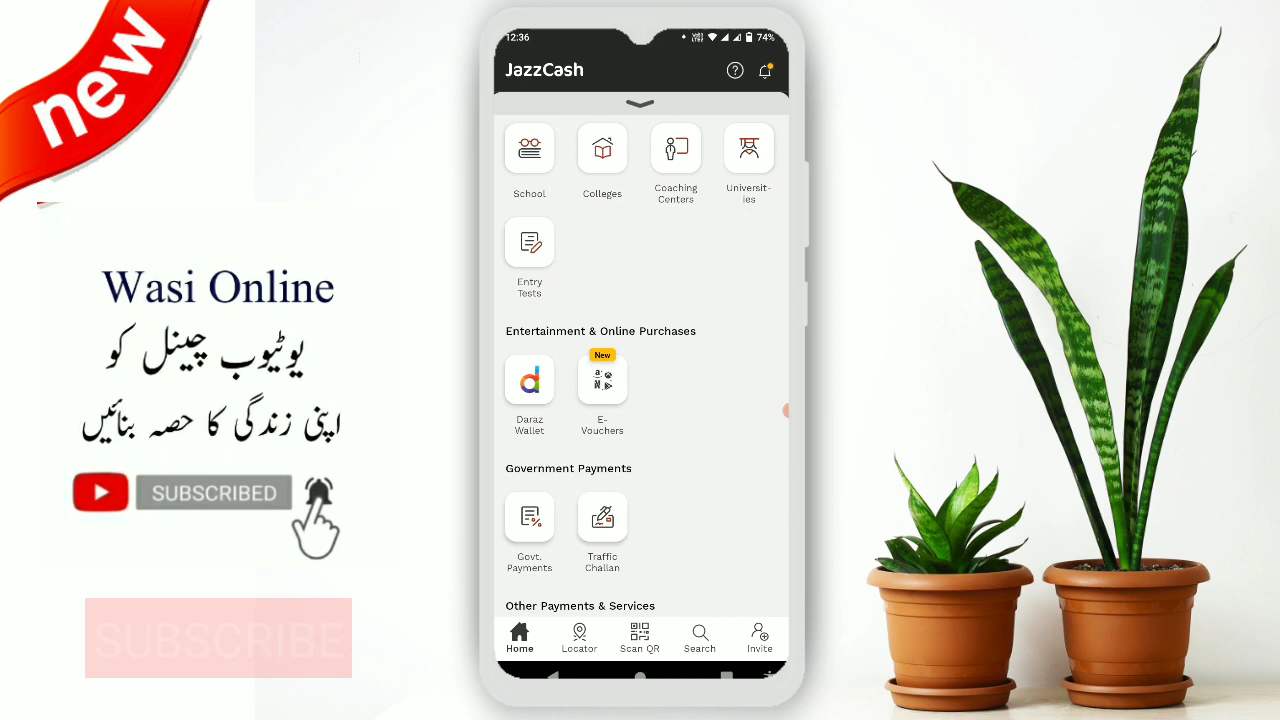 new
Wasi Online
یوٹیوب چینل کو
اپنی زندگی کا حصہ بنائیں
SUBSCRIBED
SUBSCRIBE
12:36
74%
JazzCash
School
Colleges
Coaching
Centers
Universit-
ies
Entry
Tests
Entertainment & Online Purchases
New
Daraz
Wallet
E-
Vouchers
Government Payments
Govt.
Payments
Traffic
Challan
Other Payments & Services
Home
Locator
Scan QR
Search
Invite